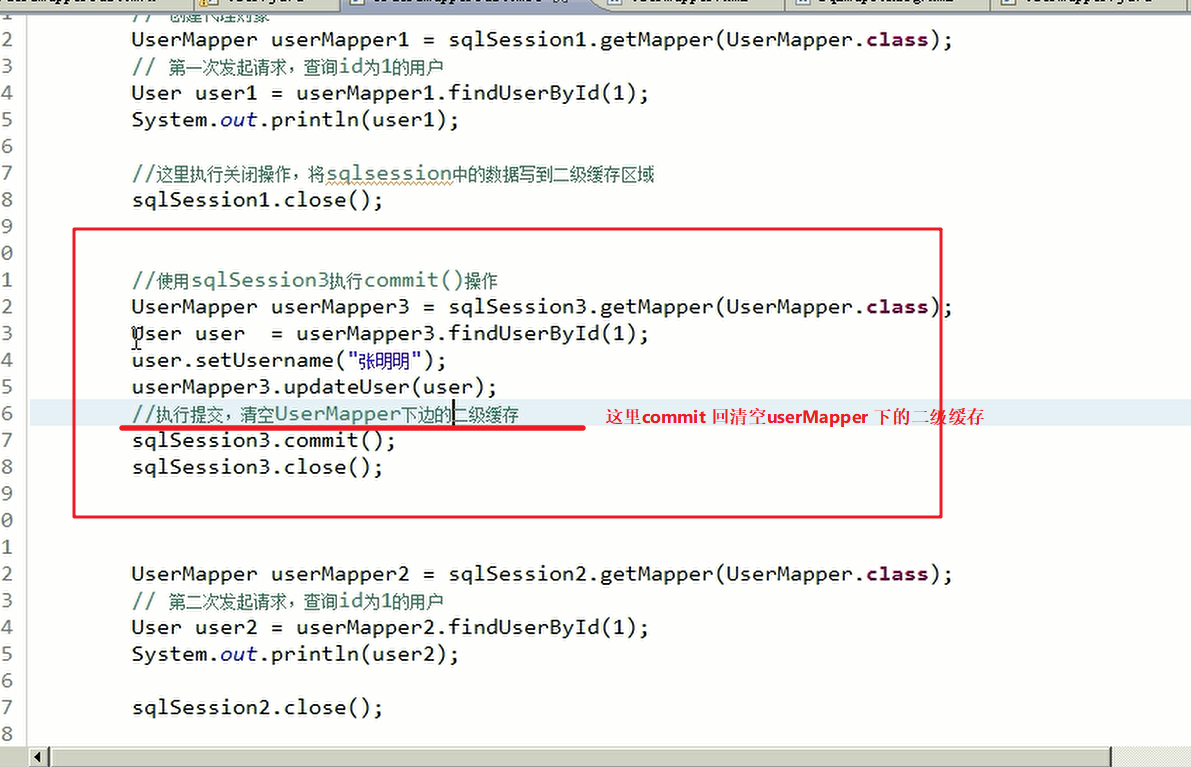 // 创建代理对象
2 UserMapper userMapper1 = sqlSession1.getMapper(UserMapper.class);
3 // 第一次发起请求，查询id为1的用户
4 User user1 = userMapper1.findUserById(1);
5 System.out.println(user1);
6
7 //这里执行关闭操作，将sqlsession中的数据写到二级缓存区域
8 sqlSession1.close();
9
0
1 //使用sqlSession3执行commit()操作
2 UserMapper userMapper3 = sqlSession3.getMapper(UserMapper.class);
3 User user  = userMapper3.findUserById(1);
4 user.setUsername("张明明");
5 userMapper3.updateUser(user);
6 //执行提交，清空UserMapper下边的二级缓存 这里commit 回清空userMapper 下的二级缓存
7 sqlSession3.commit();
8 sqlSession3.close();
9
0
1
2 UserMapper userMapper2 = sqlSession2.getMapper(UserMapper.class);
3 // 第二次发起请求，查询id为1的用户
4 User user2 = userMapper2.findUserById(1);
5 System.out.println(user2);
6
7 sqlSession2.close();
8